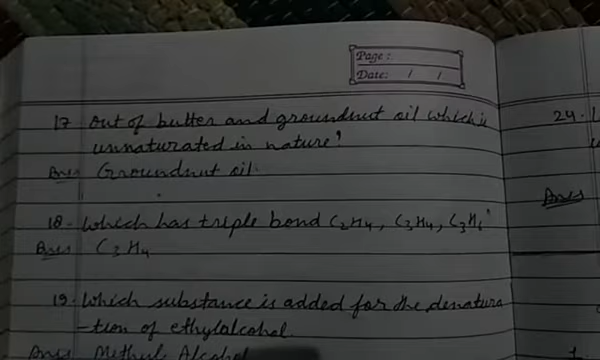 Page :
Date: / /
17 out of butter and groundnut oil which is
unnaturated in nature?
Ans Groundnut oil.
18. Which has triple bond C2H4, C3H4, C3H6
Ans C3H4
19. Which substance is added for the denatura
-tion of ethylalcohol.
Ans Methyl Alcohol
24.
Ans